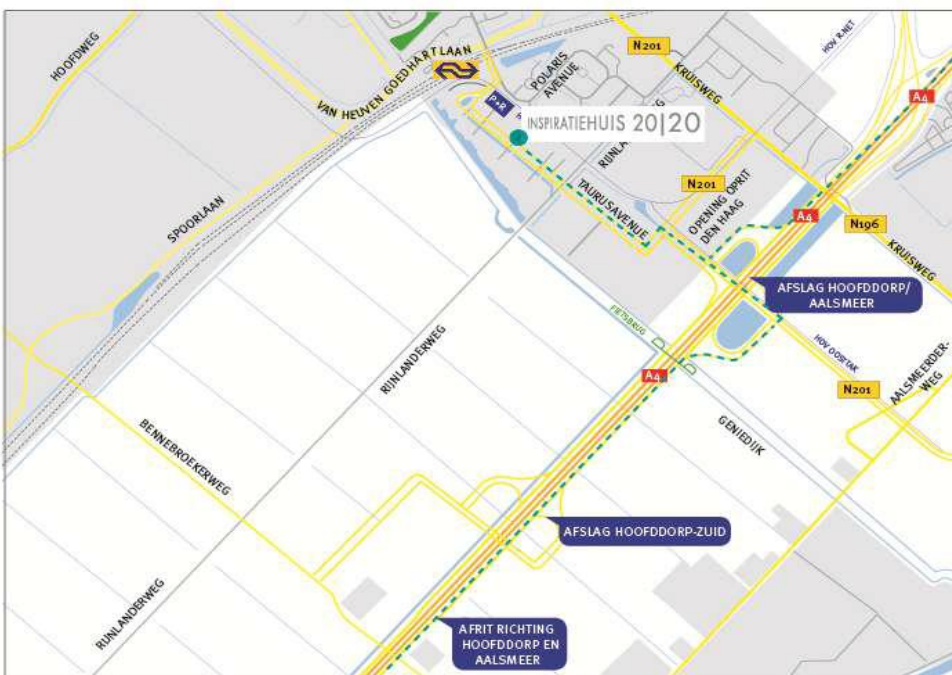 HOOFDWEG
VAN HEUVEN GOEDHARTLAAN
POLARIS
AVENUE
N201
KRUISWEG
HOV R-NET
A4
P+R
INSPIRATIEHUIS 20|20
TAURUSAVENUE
N201
OPENING OPRIT
DEN HAAG
A4
N196
KRUISWEG
SPOORLAAN
AFSLAG HOOFDDORP/
AALSMEER
FIETSBRUG
HOV OOSTTAK
RIJNLANDERWEG
A4
N201
AALSMEERDER-
WEG
BENNEBROEKERWEG
GENIEDIJK
AFSLAG HOOFDDORP-ZUID
RIJNLANDERWEG
AFRIT RICHTING
HOOFDDORP EN
AALSMEER